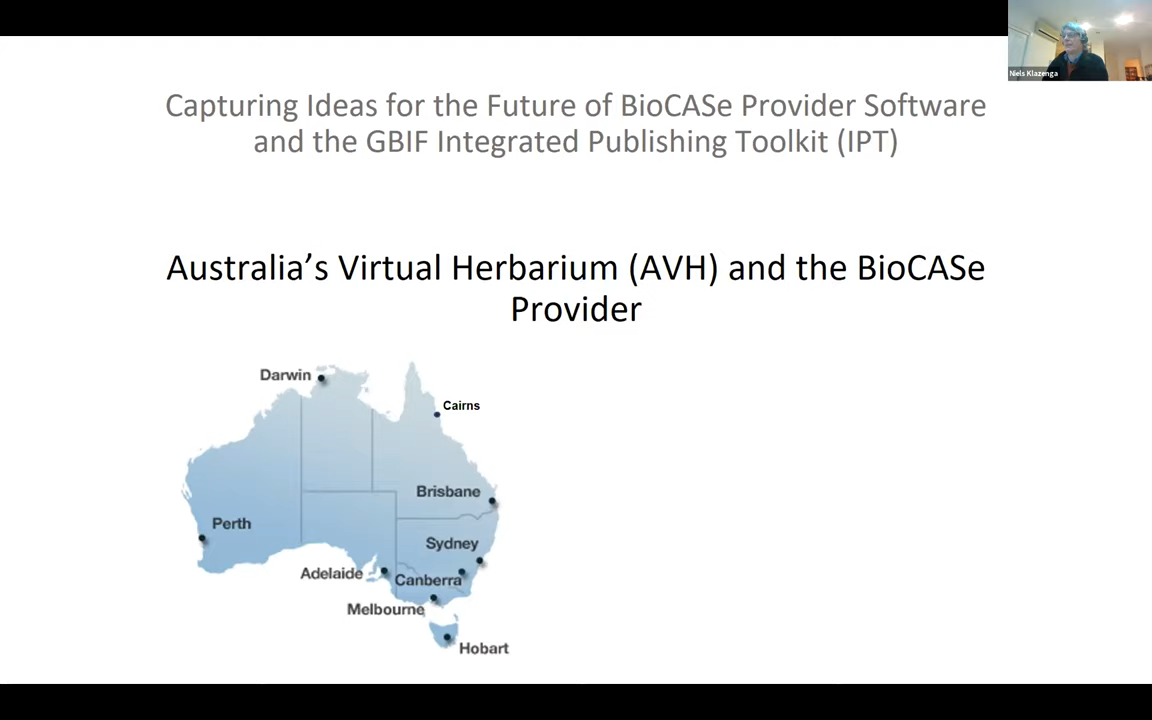 Niels Klazenga
Capturing Ideas for the Future of BioCASe Provider Software
and the GBIF Integrated Publishing Toolkit (IPT)
Australia’s Virtual Herbarium (AVH) and the BioCASe
Provider
Darwin
Cairns
Brisbane
Perth
Sydney
Adelaide
Canberra
Melbourne
Hobart